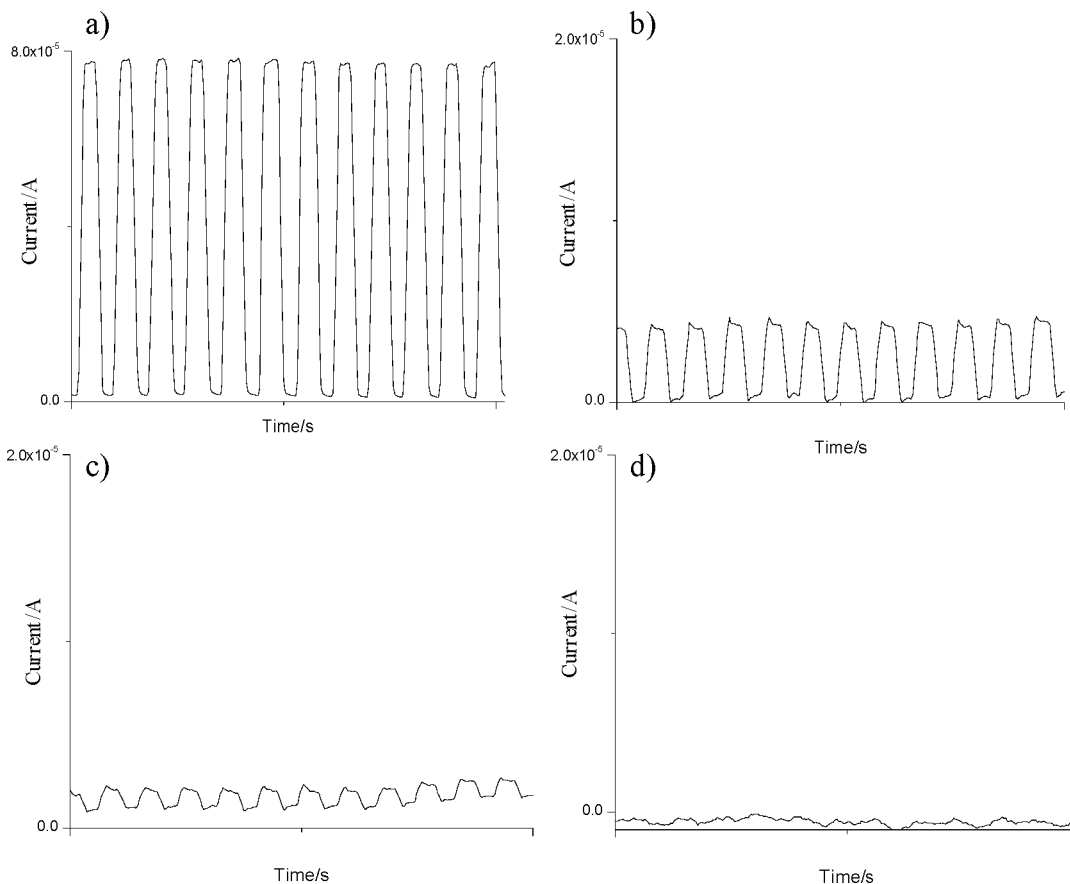 a)
8.0x10⁻⁵
Current/A
0.0
Time/s
b)
2.0x10⁻⁵
Current/A
0.0
Time/s
c)
2.0x10⁻⁵
Current/A
0.0
Time/s
d)
2.0x10⁻⁵
Current/A
0.0
Time/s